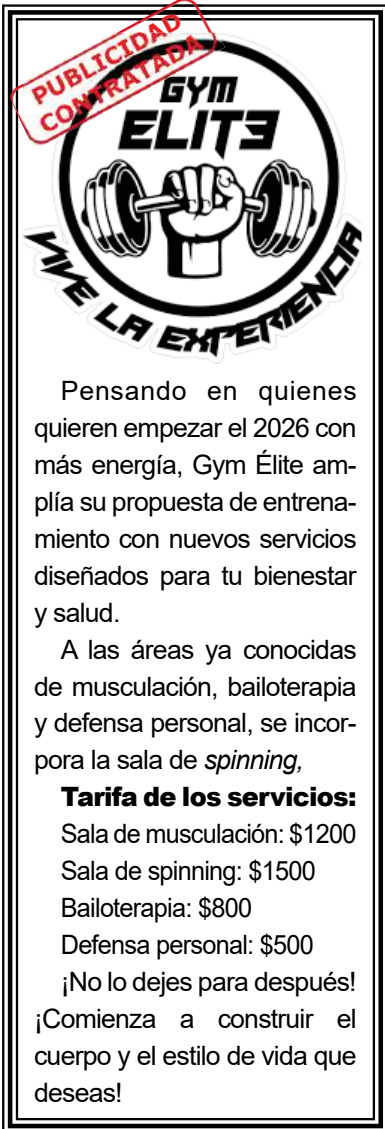 PUBLICIDAD
CONTRATADA
GYM
ELITE
VIVE LA EXPERIENCIA
Pensando en quienes
quieren empezar el 2026 con
más energía, Gym Élite am-
plía su propuesta de entrena-
miento con nuevos servicios
diseñados para tu bienestar
y salud.
A las áreas ya conocidas
de musculación, bailoterapia
y defensa personal, se incor-
pora la sala de spinning,
Tarifa de los servicios:
Sala de musculación: $1200
Sala de spinning: $1500
Bailoterapia: $800
Defensa personal: $500
¡No lo dejes para después!
¡Comienza a construir el
cuerpo y el estilo de vida que
deseas!